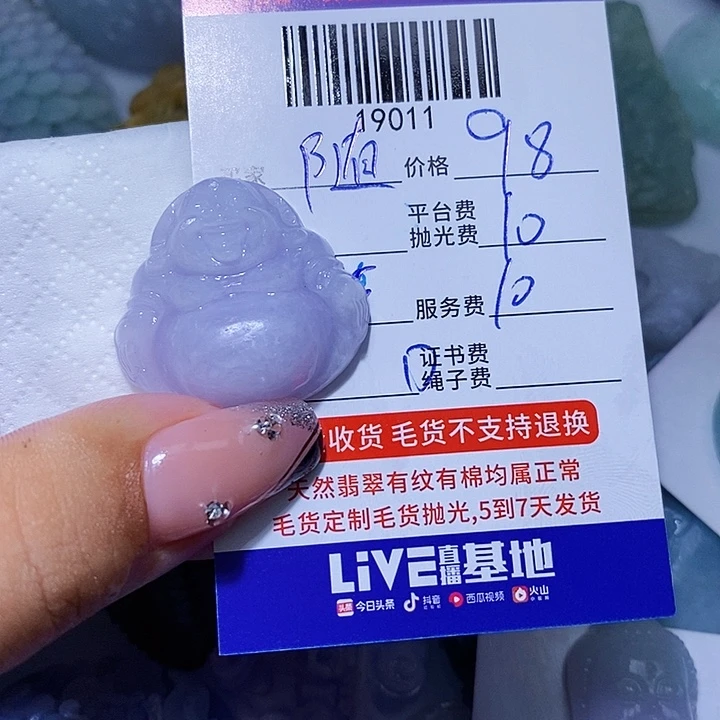 19011
价格 98
平台费
抛光费 10
服务费 10
证书费
绳子费
收货 毛货不支持退换
天然翡翠有纹有棉均属正常
毛货定制毛货抛光,5到7天发货
LiVE直播基地
头条 今日头条 抖音 西瓜视频 火山